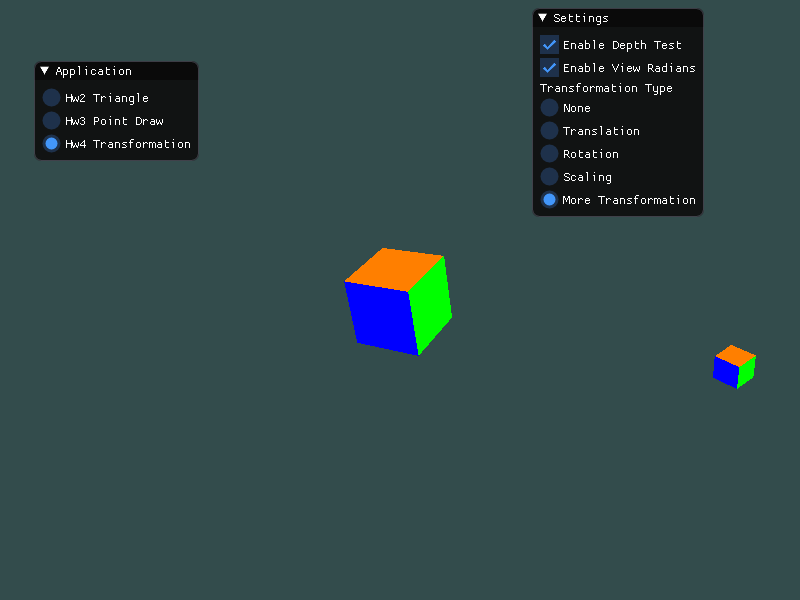 Application
Hw2 Triangle
Hw3 Point Draw
Hw4 Transformation
Settings
Enable Depth Test
Enable View Radians
Transformation Type
None
Translation
Rotation
Scaling
More Transformation